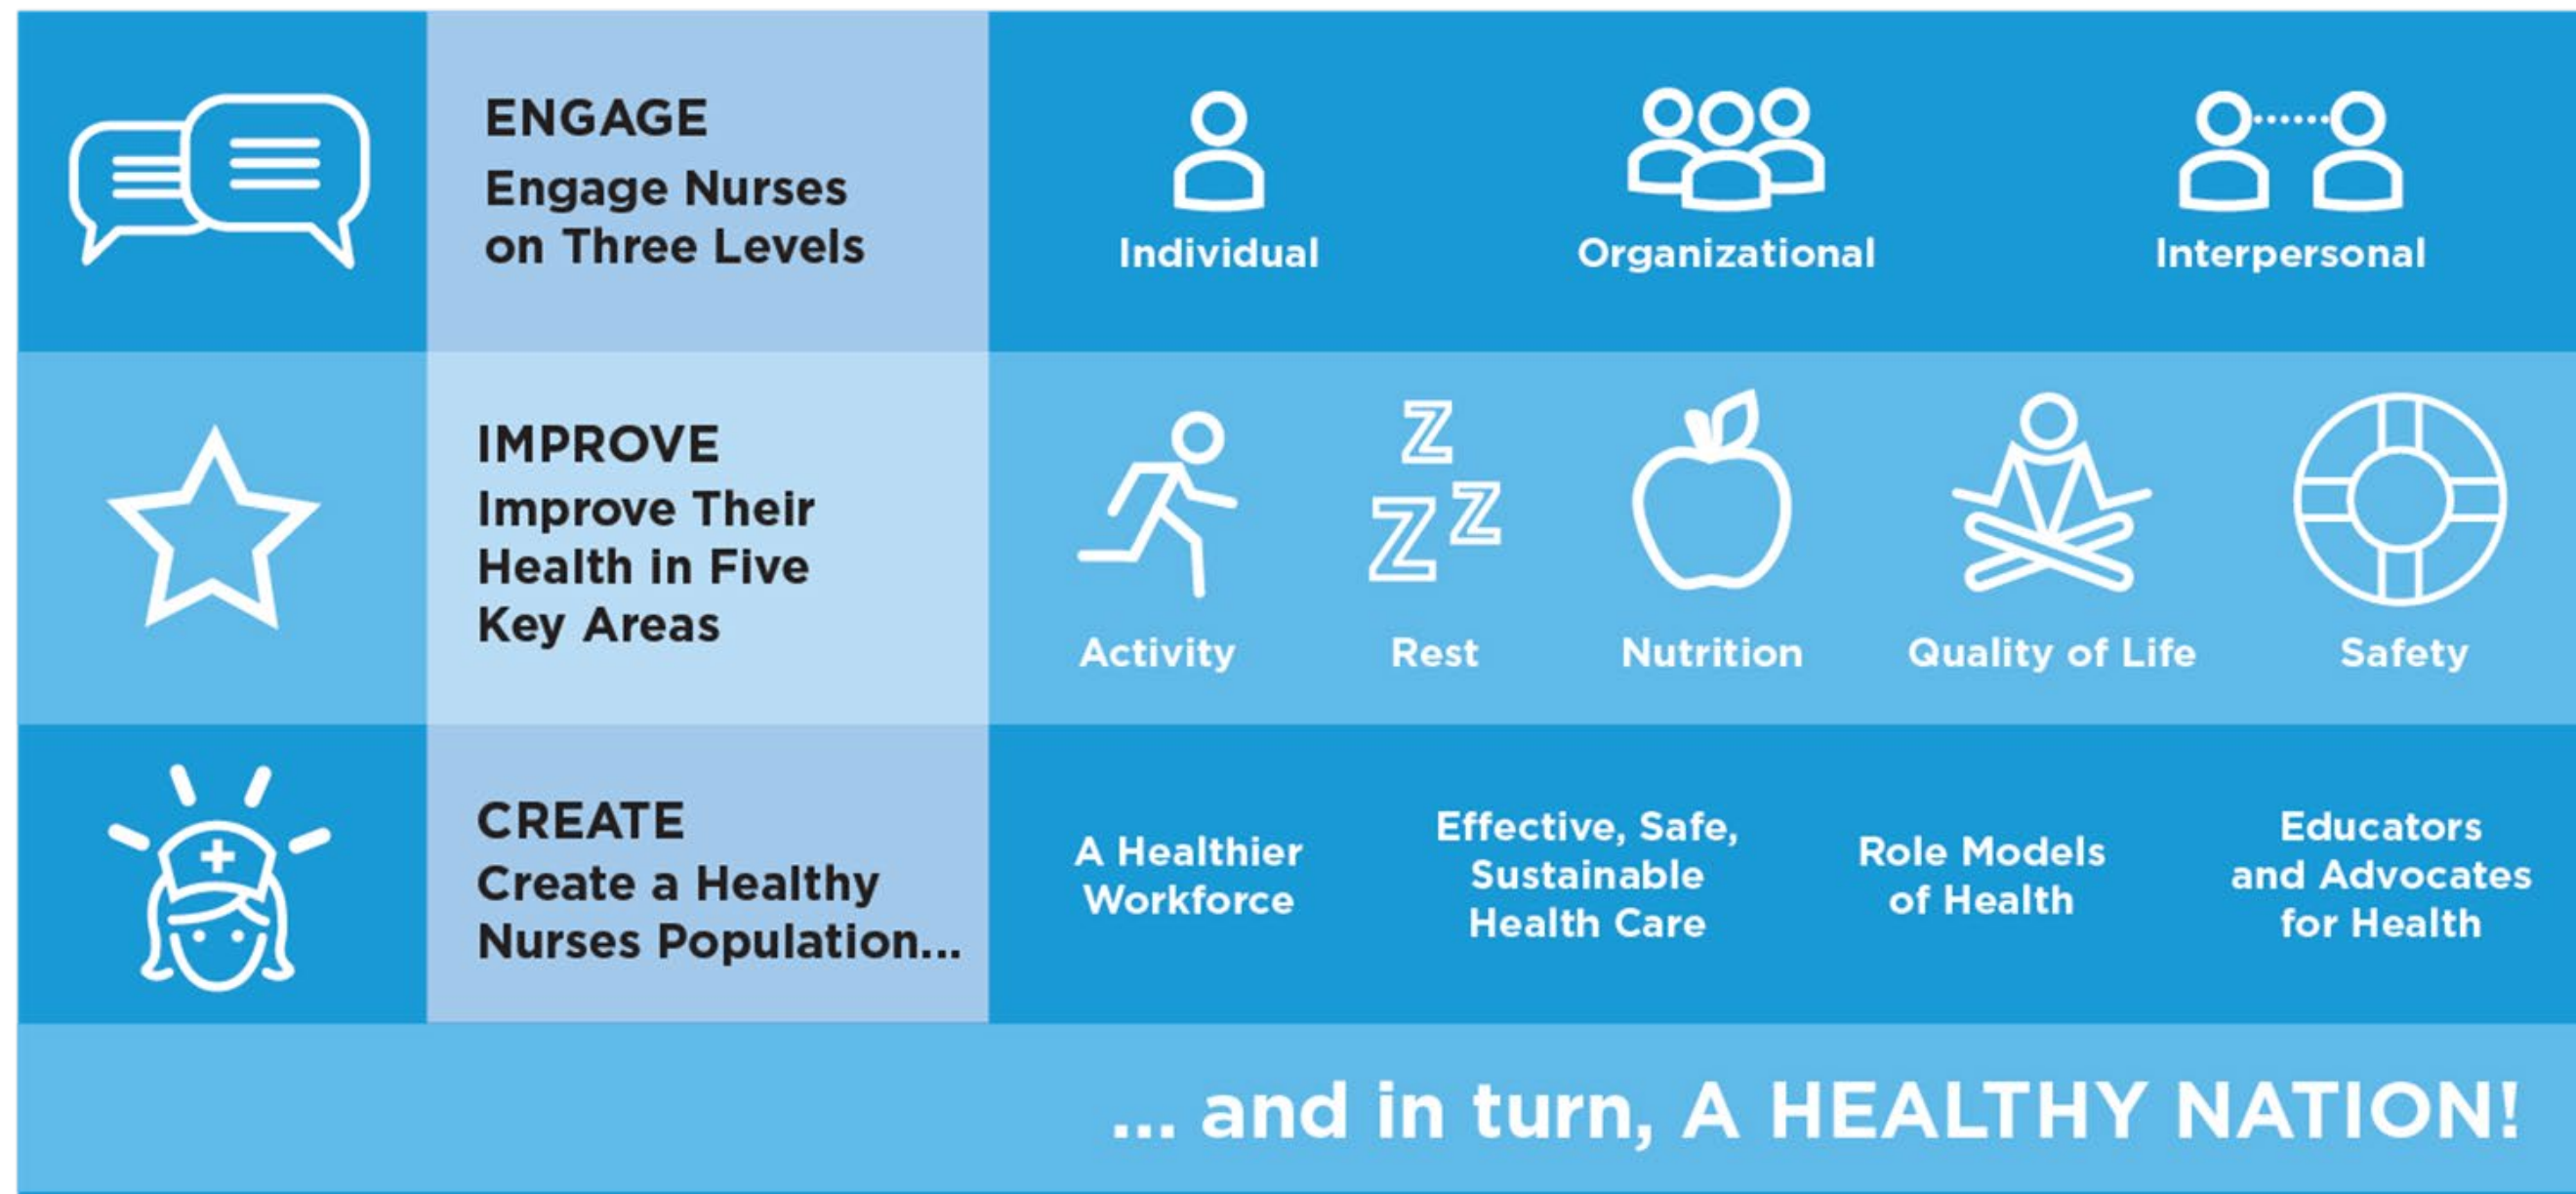 ENGAGE
Engage Nurses
on Three Levels
Individual
Organizational
Interpersonal
IMPROVE
Improve Their
Health in Five
Key Areas
Z
Z Z
Activity
Rest
Nutrition
Quality of Life
Safety
CREATE
Create a Healthy
Nurses Population...
A Healthier
Workforce
Effective, Safe,
Sustainable
Health Care
Role Models
of Health
Educators
and Advocates
for Health
... and in turn, A HEALTHY NATION!